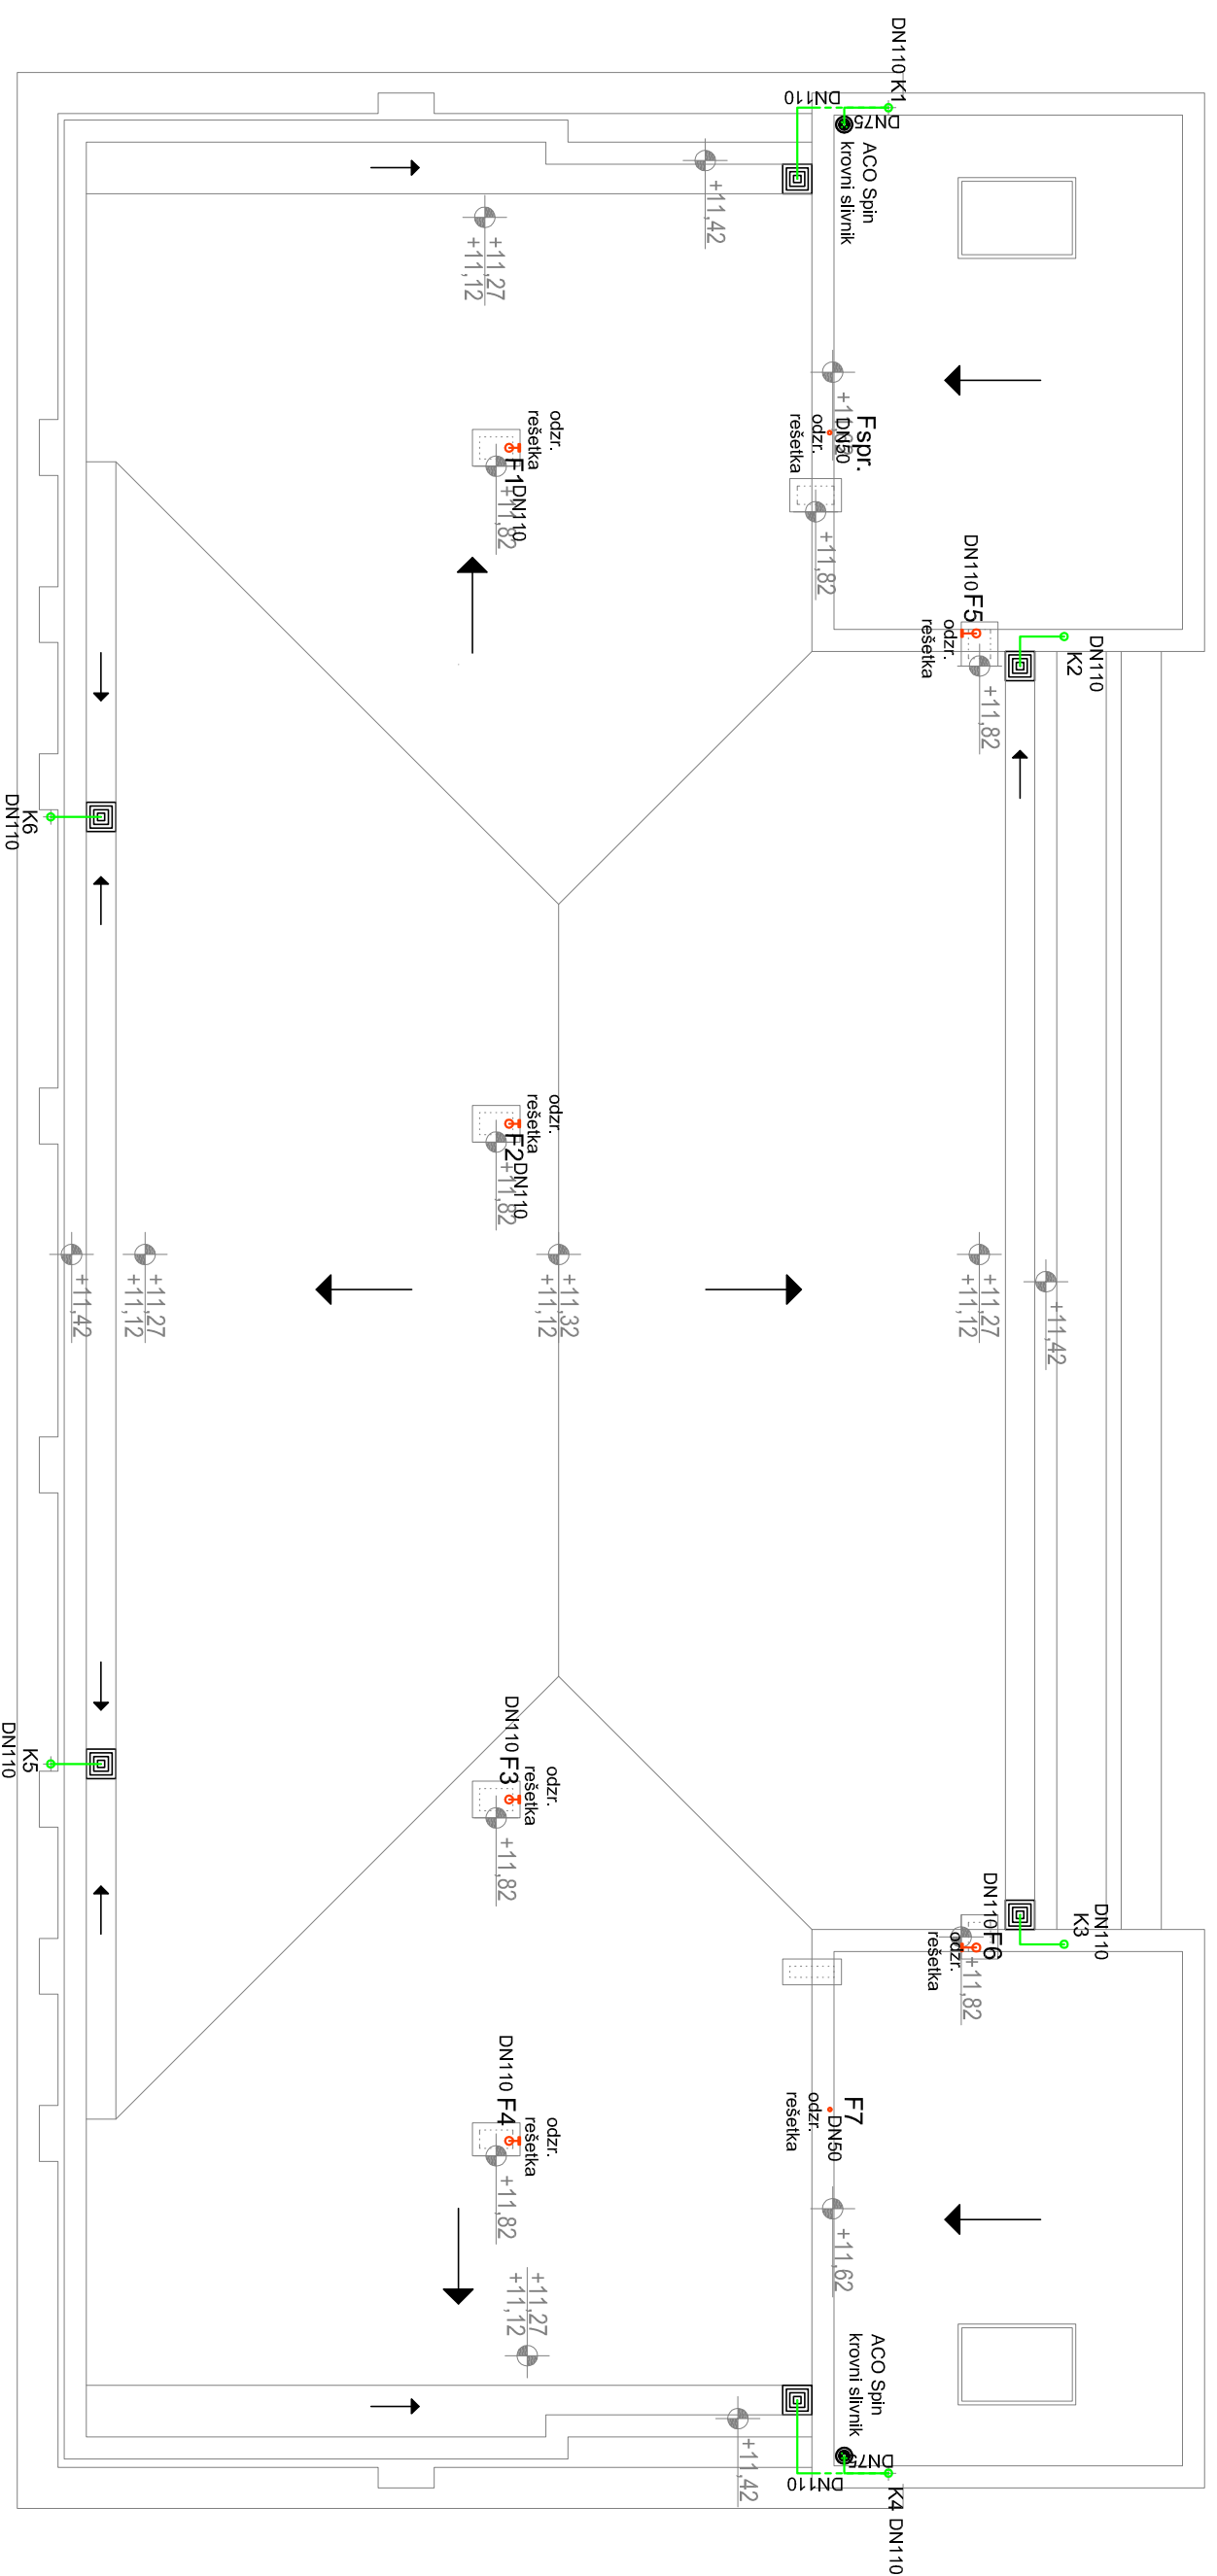 DN110 K1
DN110
DN75
ACO Spin
krovni slivnik
+11,42
+11,27
+11,12
Fspr.
DN50
odzr.
rešetka
+11,82
odzr.
rešetka
F1
DN110
+11,82
DN110 F5
odzr.
rešetka
+11,82
DN110
K2
K6
DN110
odzr.
rešetka
F2
DN110
+11,82
+11,42
+11,27
+11,12
+11,32
+11,12
+11,27
+11,12
+11,42
DN110 F3
odzr.
rešetka
+11,82
K5
DN110
DN110
K3
DN110 F6
odzr.
rešetka
+11,82
DN110 F4
odzr.
rešetka
+11,82
F7
DN50
odzr.
rešetka
+11,62
+11,27
+11,12
ACO Spin
krovni slivnik
DN75
DN110
+11,42
K4 DN110